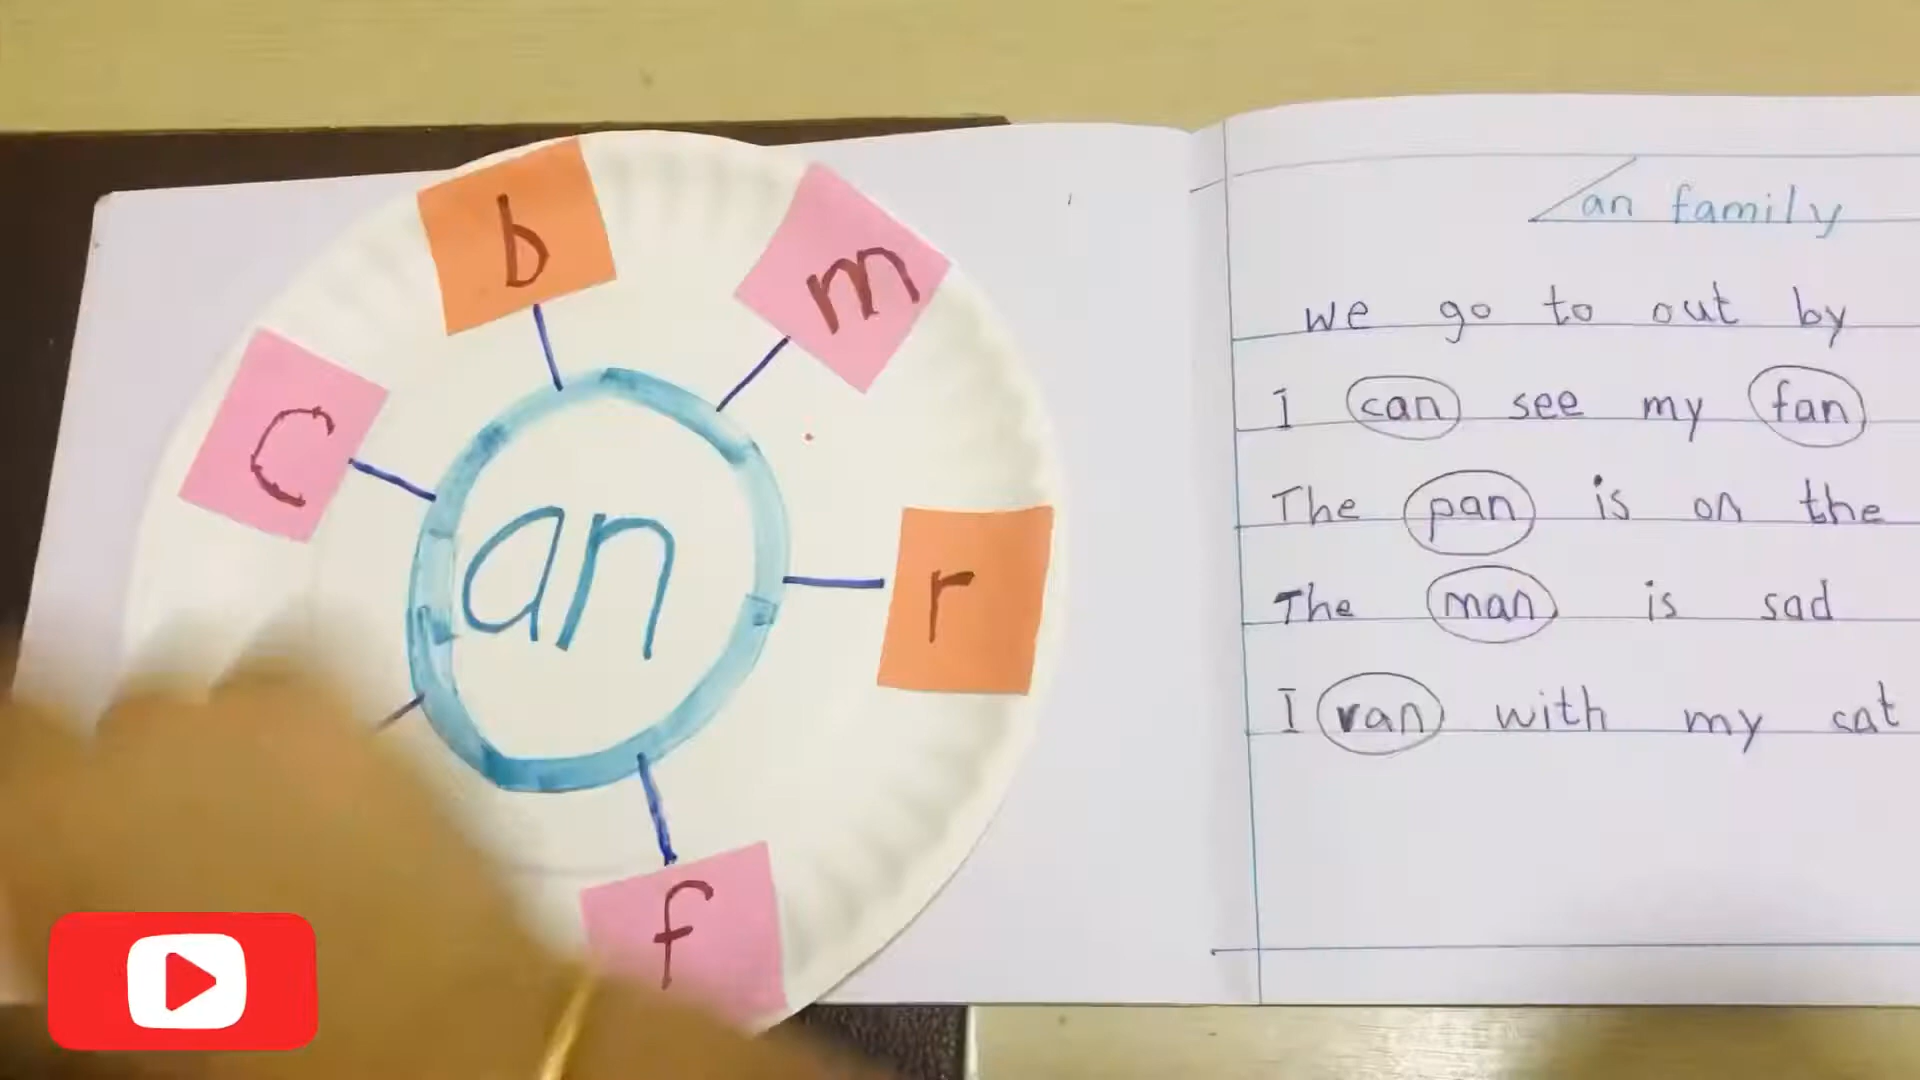 b
m
c
an
r
f
an family
we go to out by
I can see my fan
The pan is on the
The man is sad
I ran with my cat